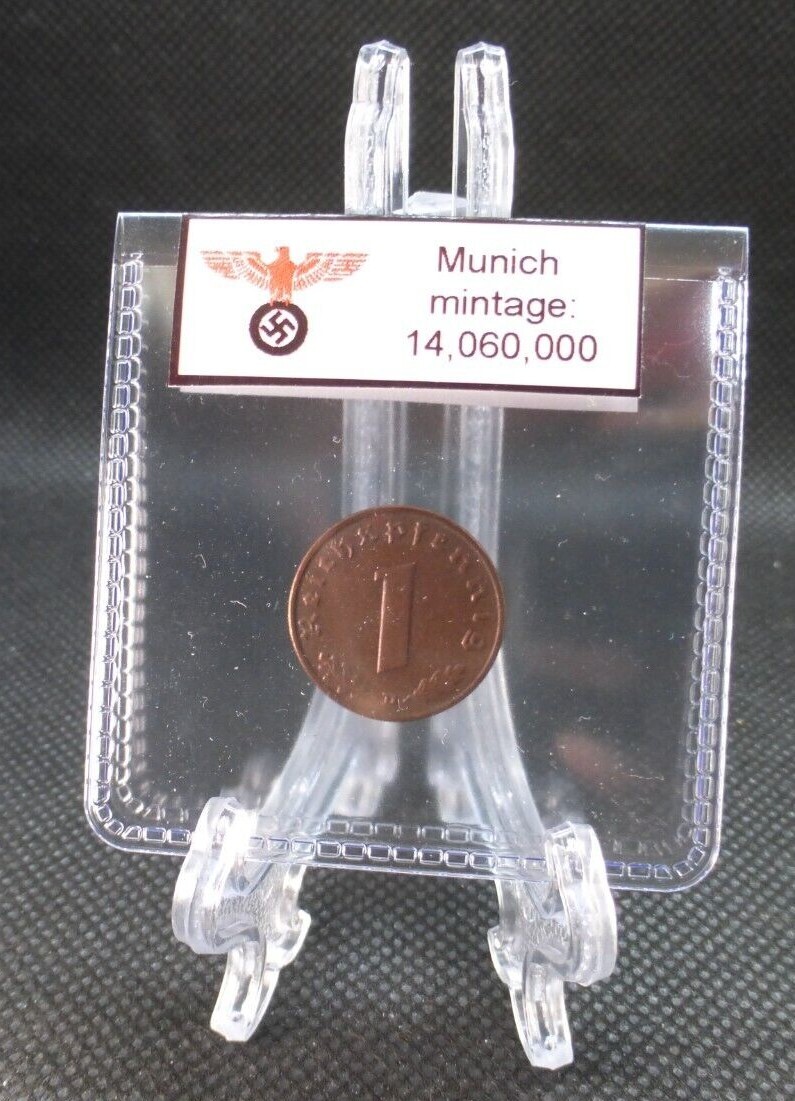 Munich
mintage:
14,060,000
Reichspfennig
1
D